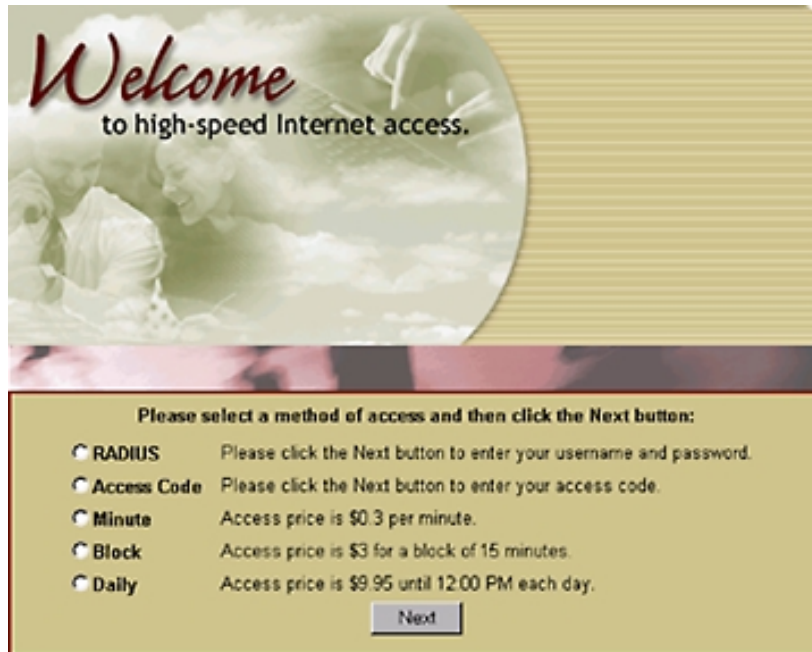 Welcome
to high-speed Internet access.
Please select a method of access and then click the Next button:
RADIUS Please click the Next button to enter your username and password.
Access Code Please click the Next button to enter your access code.
Minute Access price is $0.3 per minute.
Block Access price is $3 for a block of 15 minutes.
Daily Access price is $9.95 until 12:00 PM each day.
Next